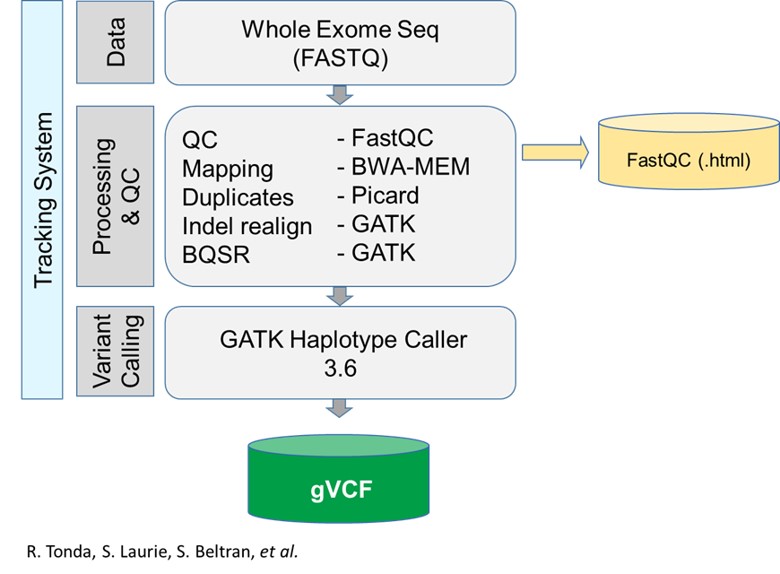 Tracking System
Data
Whole Exome Seq
(FASTQ)
Processing
& QC
QC - FastQC
Mapping - BWA-MEM
Duplicates - Picard
Indel realign - GATK
BQSR - GATK
FastQC (.html)
Variant
Calling
GATK Haplotype Caller
3.6
gVCF
R. Tonda, S. Laurie, S. Beltran, et al.